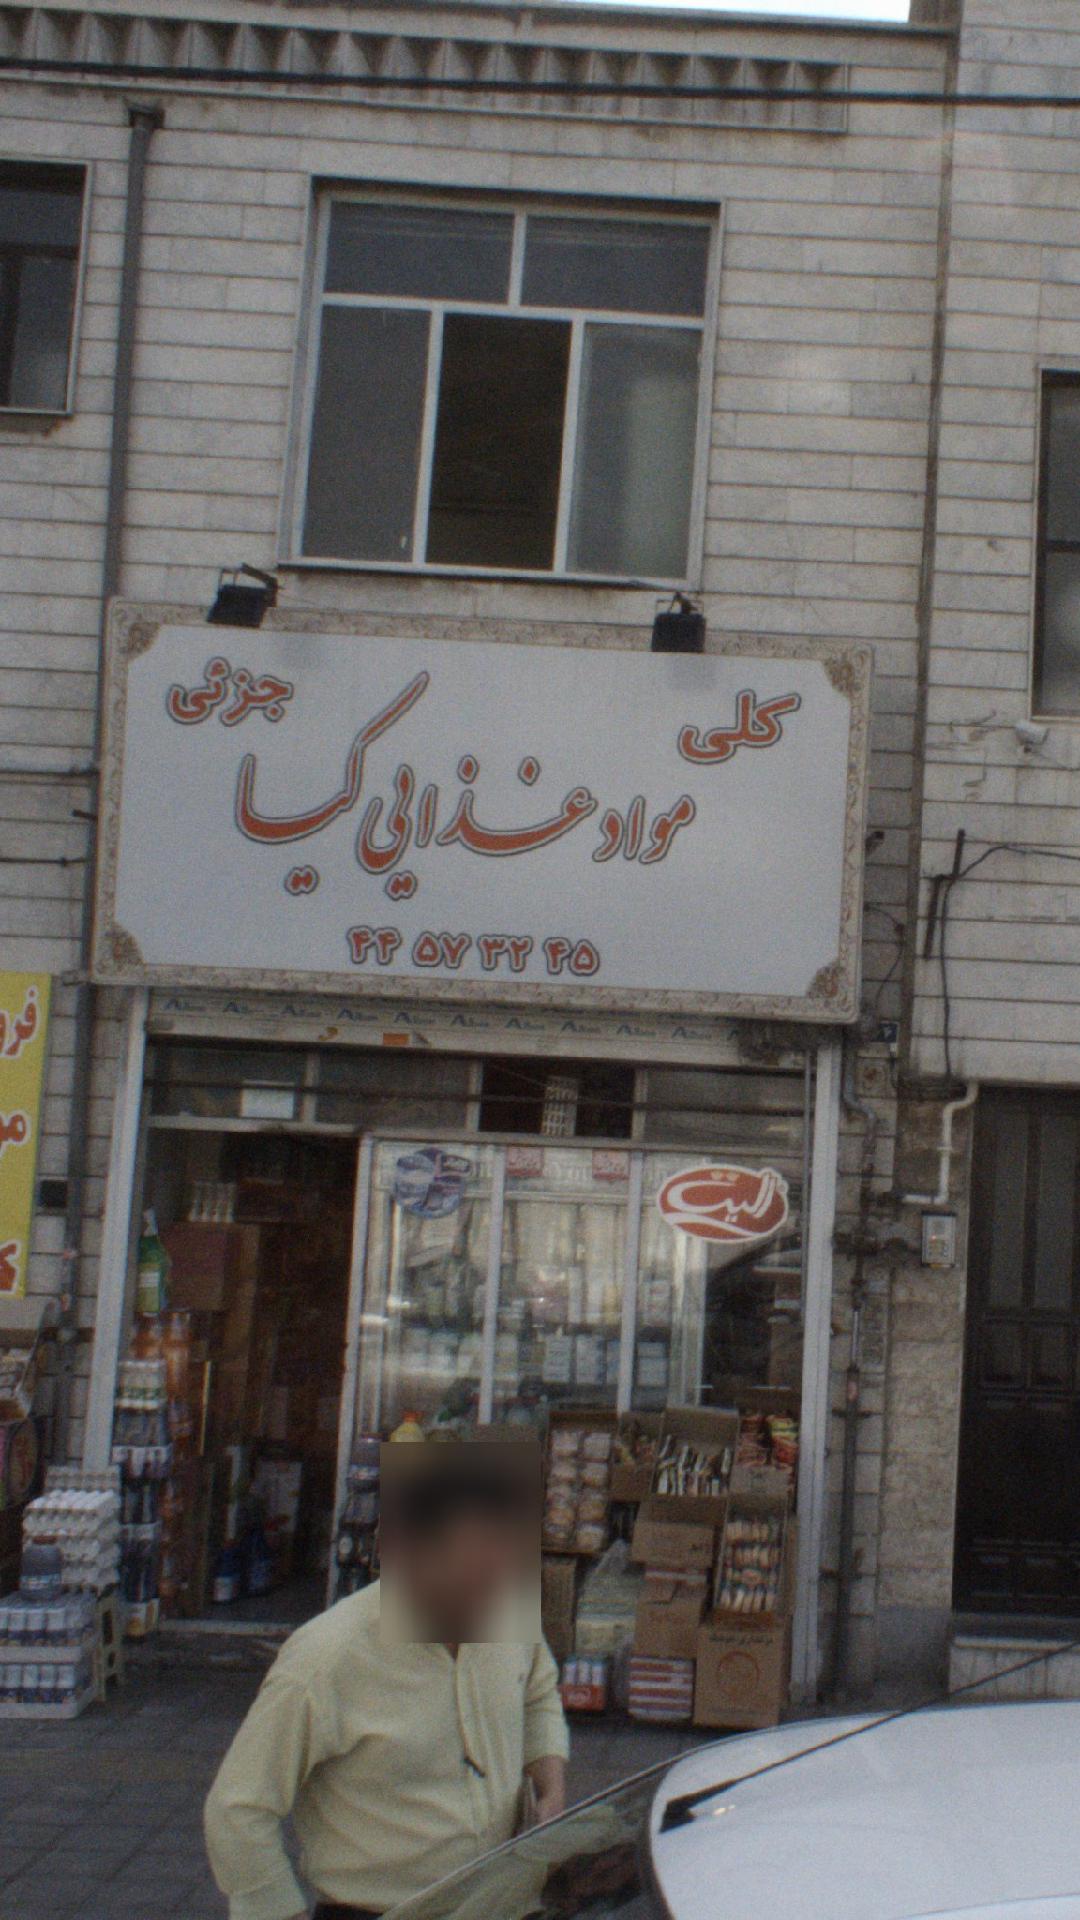 کلی جزئی
مواد غذایی کیا
۴۴ ۵۷ ۳۲ ۴۵
الیت